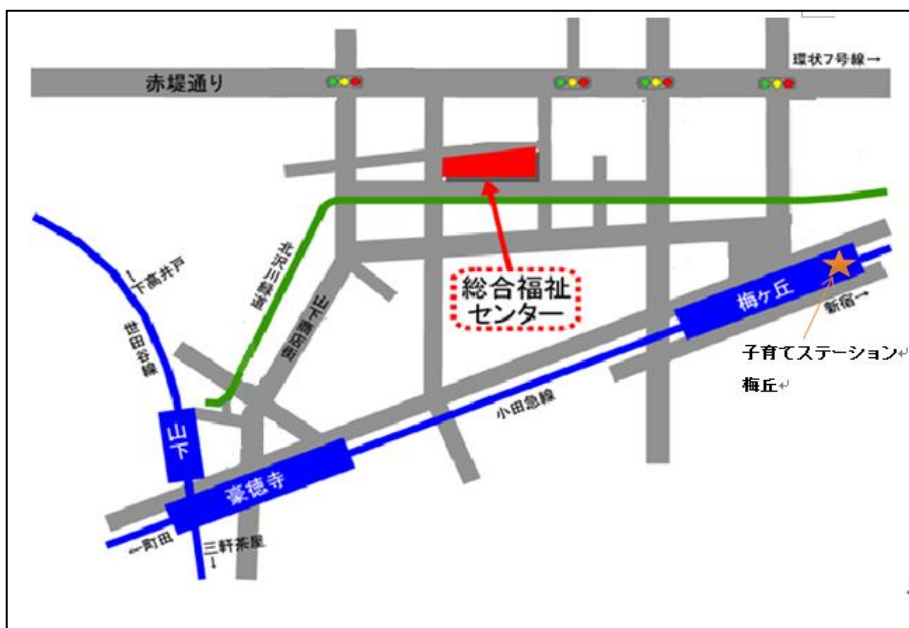 環状7号線→
赤堤通り
←下高井戸
北沢川緑道
世田谷線
山下商店街
総合福祉
センター
梅ヶ丘
新宿→
子育てステーション
梅丘
小田急線
山下
豪徳寺
←町田
三軒茶屋→